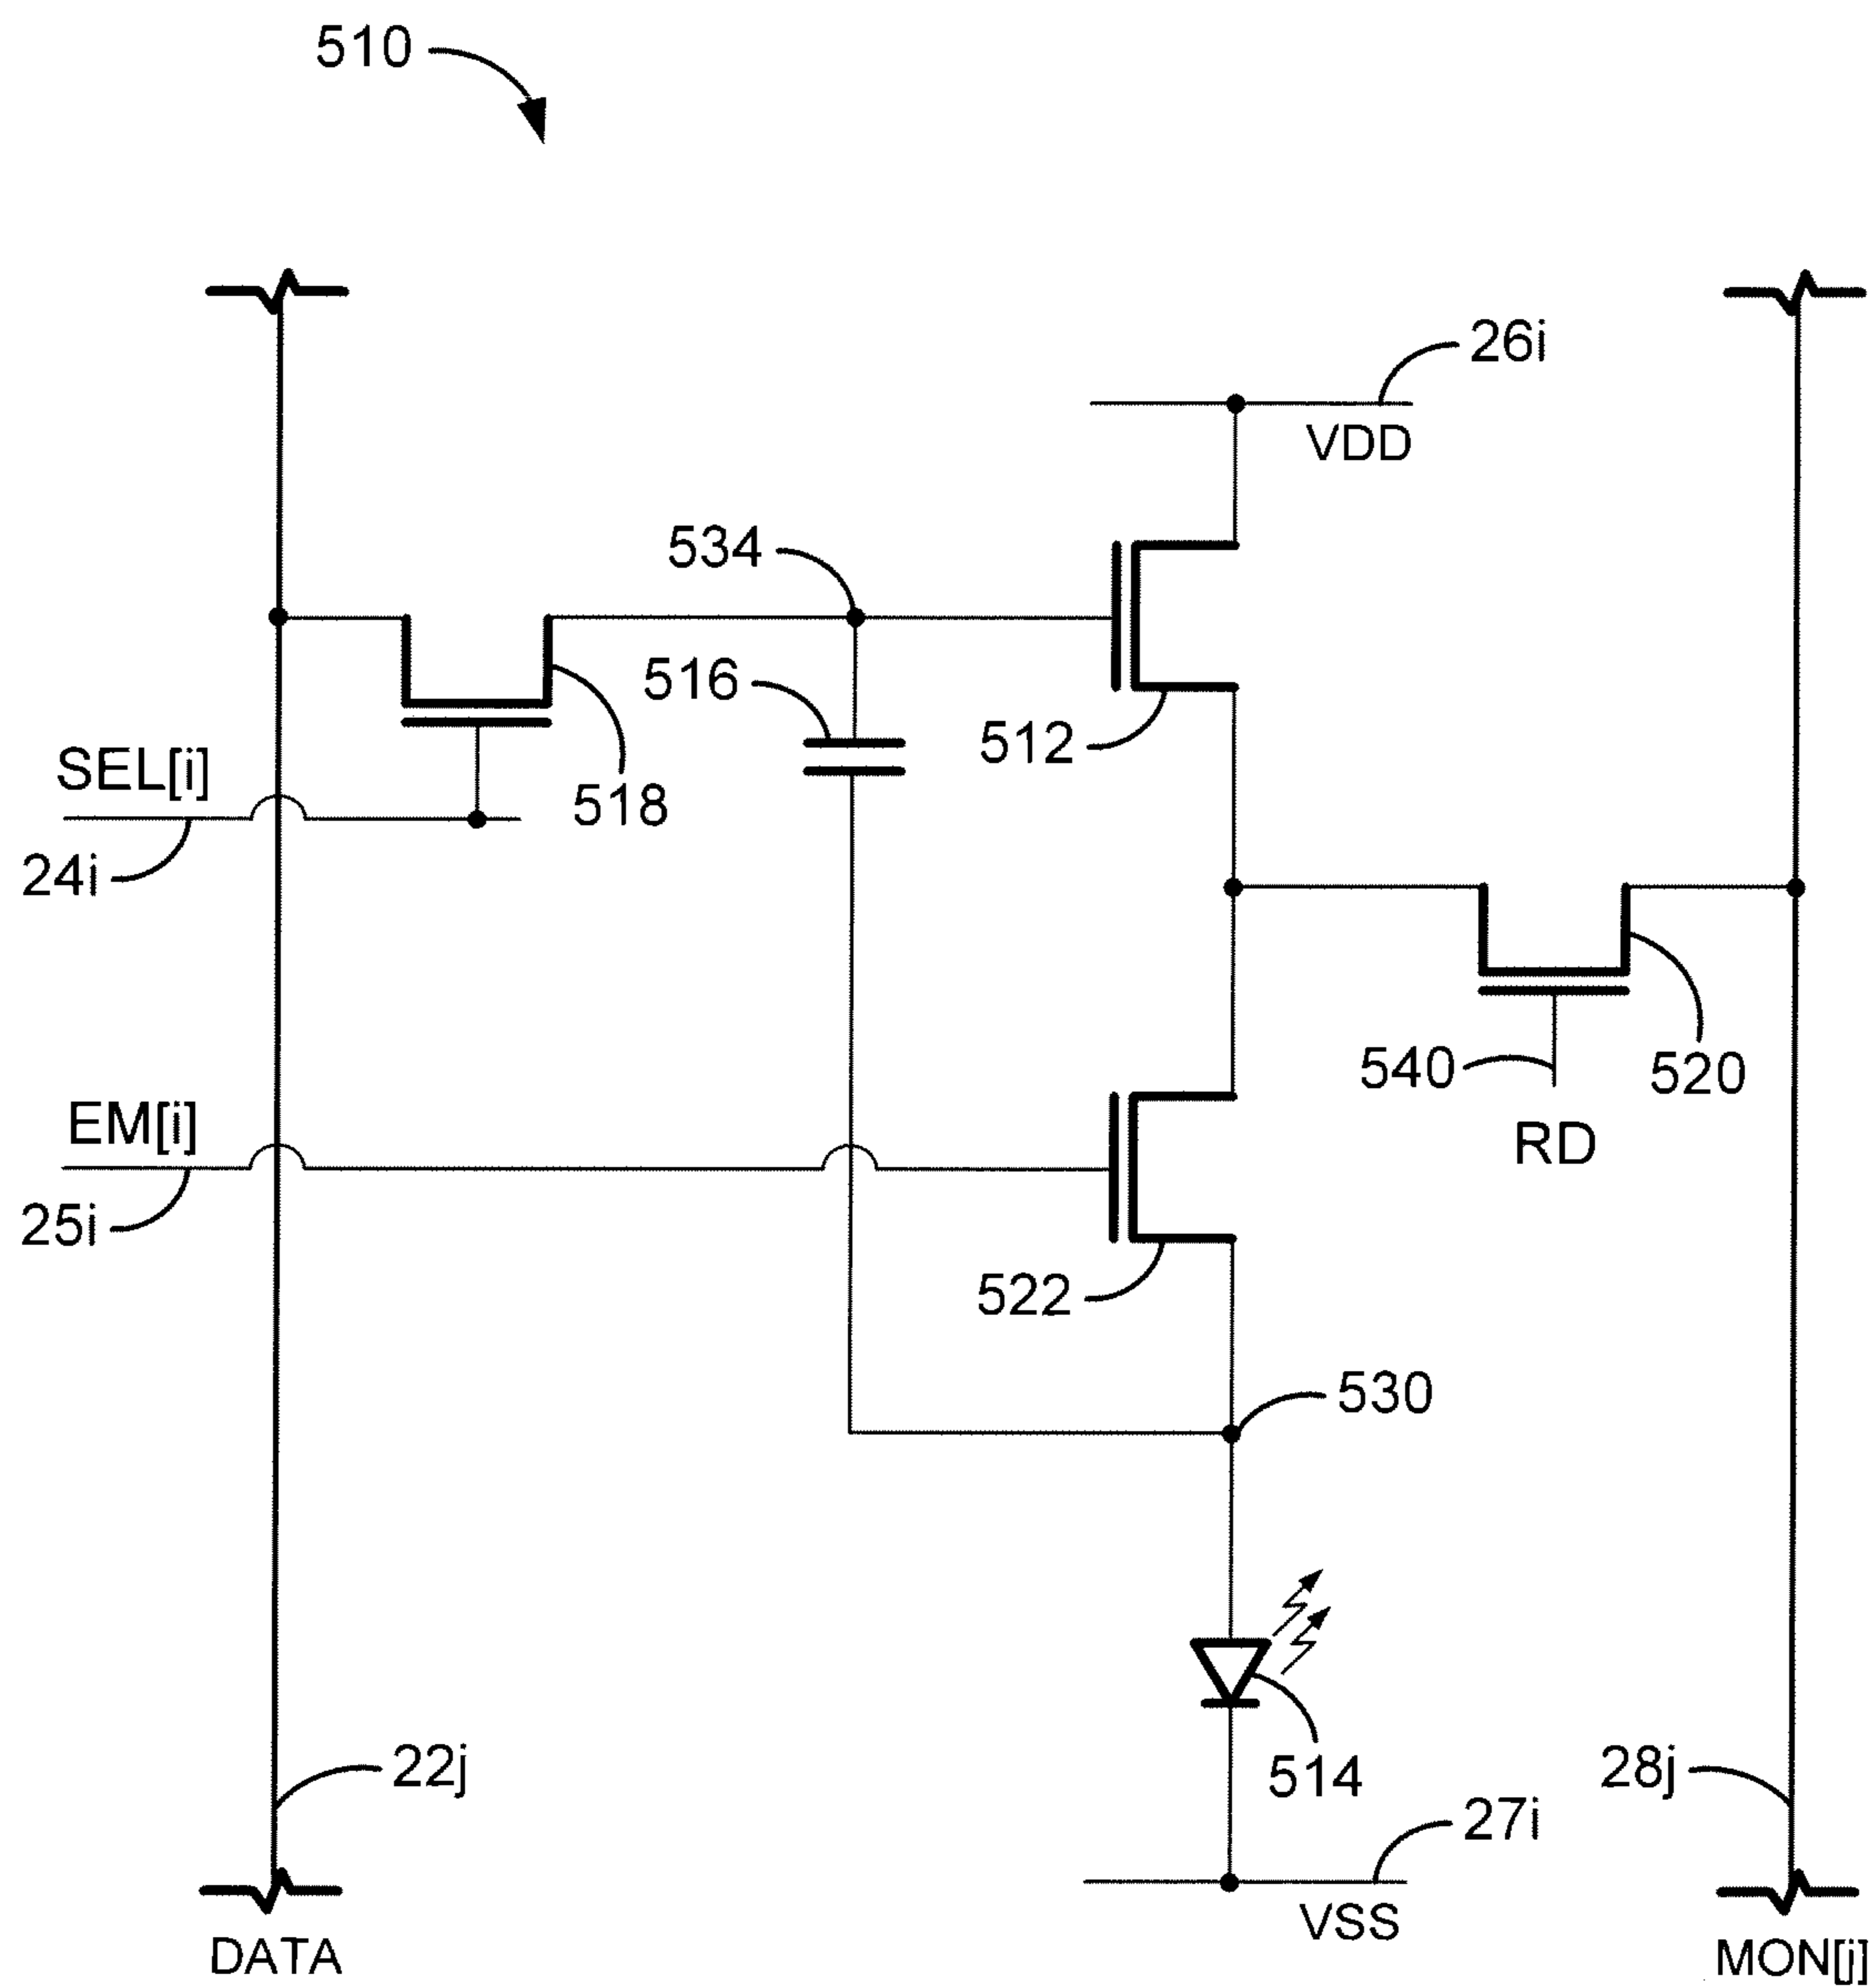 510
26i
VDD
534
516
512
SEL[i]
518
24i
540
520
EM[i]
RD
25i
522
530
22j
514
28j
27i
VSS
DATA
MON[j]